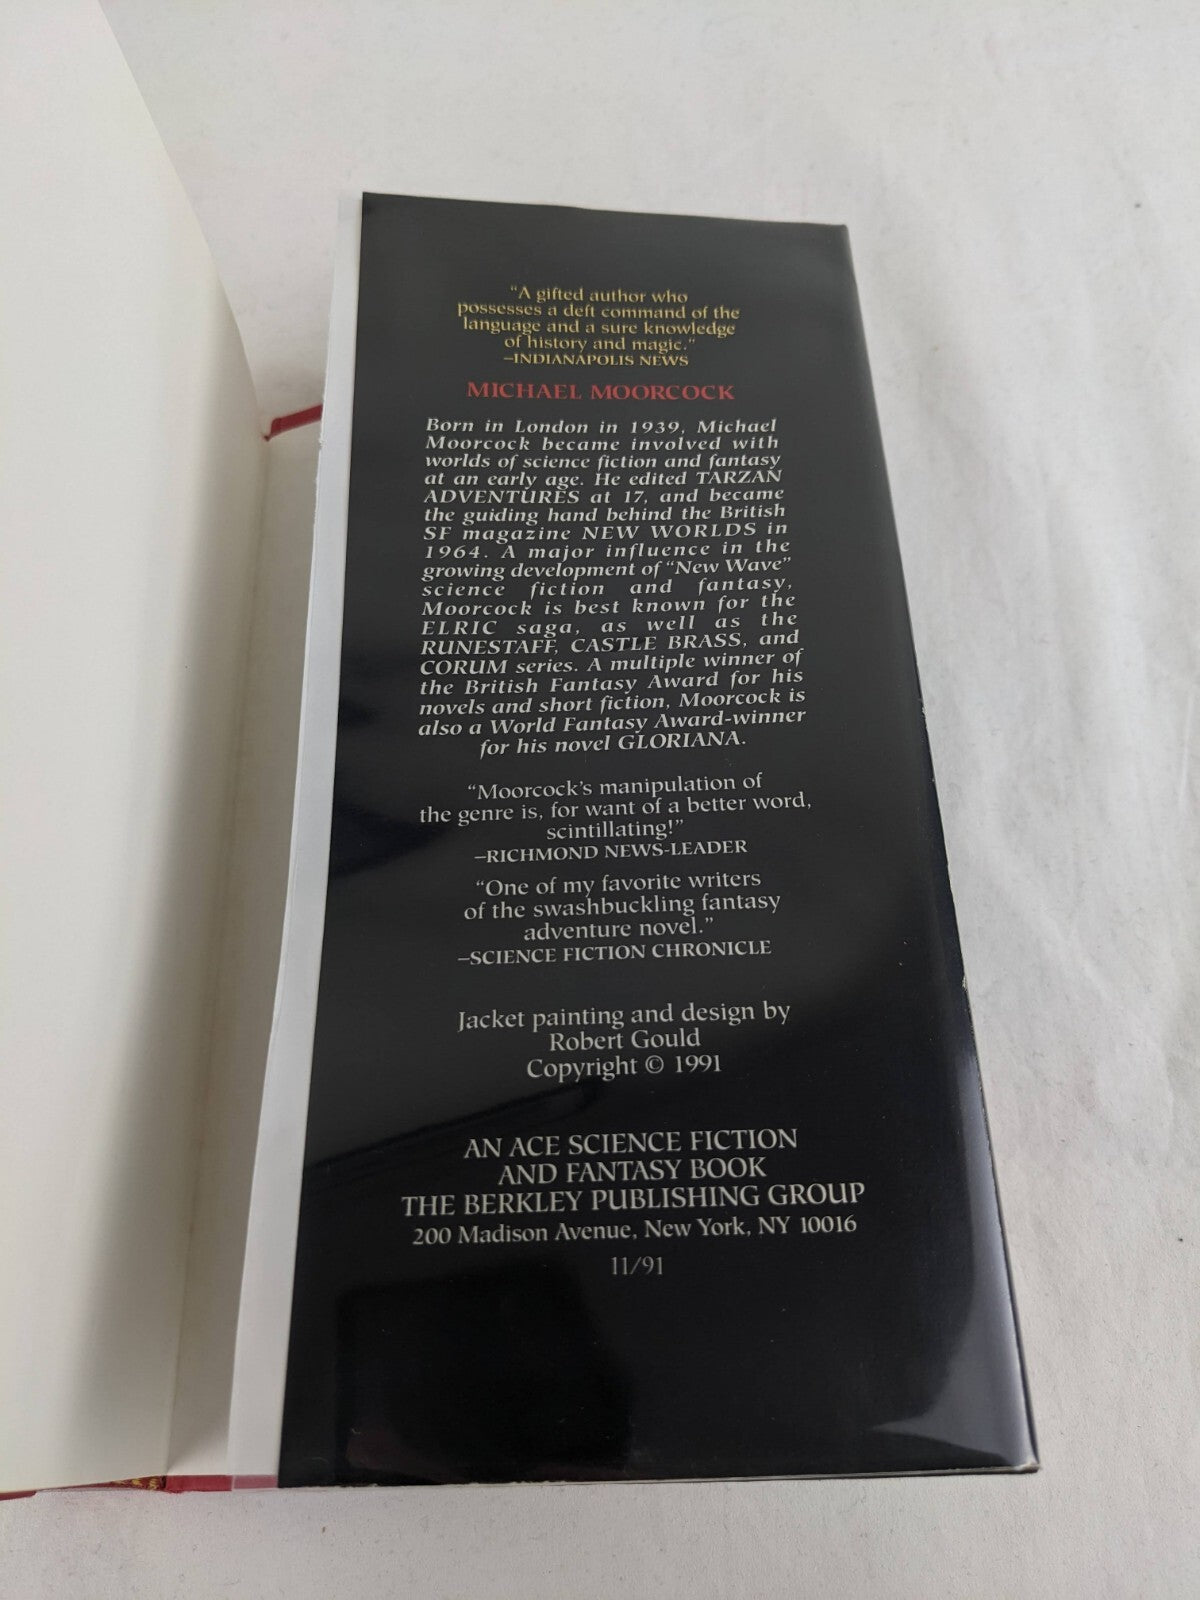 “A gifted author who
possesses a deft command of the
language and a sure knowledge
of history and magic.”
–INDIANAPOLIS NEWS
MICHAEL MOORCOCK
Born in London in 1939, Michael
Moorcock became involved with
worlds of science fiction and fantasy
at an early age. He edited TARZAN
ADVENTURES at 17, and became
the guiding hand behind the British
SF magazine NEW WORLDS in
1964. A major influence in the
growing development of “New Wave”
science fiction and fantasy,
Moorcock is best known for the
ELRIC saga, as well as the
RUNESTAFF, CASTLE BRASS, and
CORUM series. A multiple winner of
the British Fantasy Award for his
novels and short fiction, Moorcock is
also a World Fantasy Award-winner
for his novel GLORIANA.
“Moorcock’s manipulation of
the genre is, for want of a better word,
scintillating!”
–RICHMOND NEWS-LEADER
“One of my favorite writers
of the swashbuckling fantasy
adventure novel.”
–SCIENCE FICTION CHRONICLE
Jacket painting and design by
Robert Gould
Copyright © 1991
AN ACE SCIENCE FICTION
AND FANTASY BOOK
THE BERKLEY PUBLISHING GROUP
200 Madison Avenue, New York, NY 10016
11/91